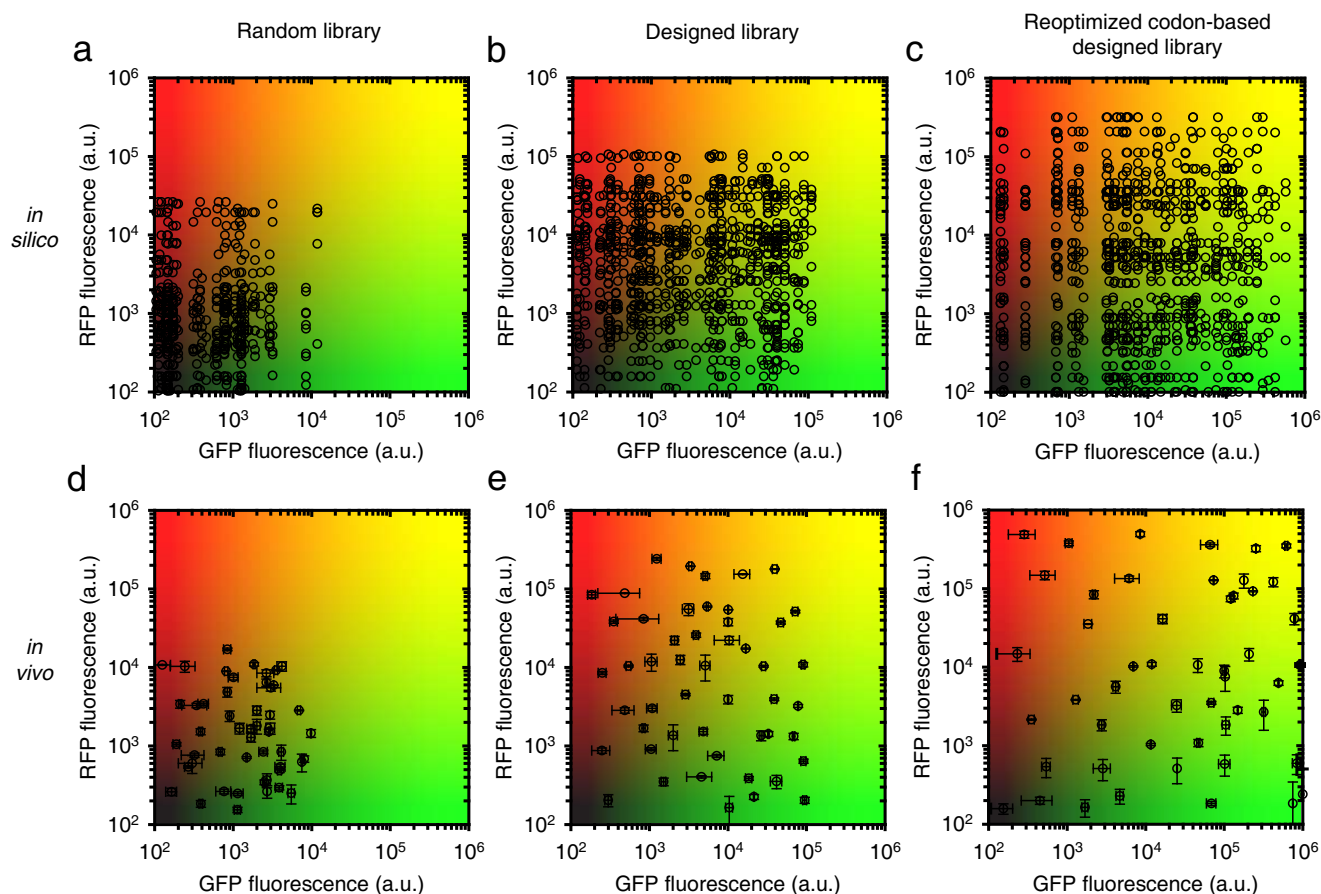 Random library
Designed library
Reoptimized codon-based
designed library
in
silico
in
vivo
a
RFP fluorescence (a.u.)
10⁶
10⁵
10⁴
10³
10²
10² 10³ 10⁴ 10⁵ 10⁶
GFP fluorescence (a.u.)
b
RFP fluorescence (a.u.)
10⁶
10⁵
10⁴
10³
10²
10² 10³ 10⁴ 10⁵ 10⁶
GFP fluorescence (a.u.)
c
RFP fluorescence (a.u.)
10⁶
10⁵
10⁴
10³
10²
10² 10³ 10⁴ 10⁵ 10⁶
GFP fluorescence (a.u.)
d
RFP fluorescence (a.u.)
10⁶
10⁵
10⁴
10³
10²
10² 10³ 10⁴ 10⁵ 10⁶
GFP fluorescence (a.u.)
e
RFP fluorescence (a.u.)
10⁶
10⁵
10⁴
10³
10²
10² 10³ 10⁴ 10⁵ 10⁶
GFP fluorescence (a.u.)
f
RFP fluorescence (a.u.)
10⁶
10⁵
10⁴
10³
10²
10² 10³ 10⁴ 10⁵ 10⁶
GFP fluorescence (a.u.)